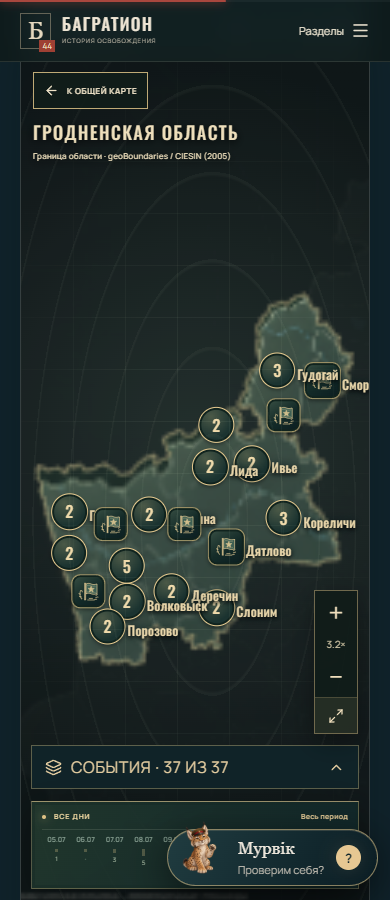 Б
44
БАГРАТИОН
ИСТОРИЯ ОСВОБОЖДЕНИЯ
Разделы
К ОБЩЕЙ КАРТЕ
ГРОДНЕНСКАЯ ОБЛАСТЬ
Граница области · geoBoundaries / CIESIN (2005)
3
Гудогай
Смор
2
2
Лида
2
Ивье
2
Г
2
на
3
Кореличи
2
5
Дятлово
2
Волковыск
2
Деречин
2
Слоним
2
Порозово
+
3.2×
−
СОБЫТИЯ · 37 ИЗ 37
ВСЕ ДНИ
Весь период
05.07 06.07 07.07 08.07 09.
1 · 3 5
Мурвік
Проверим себя?
?